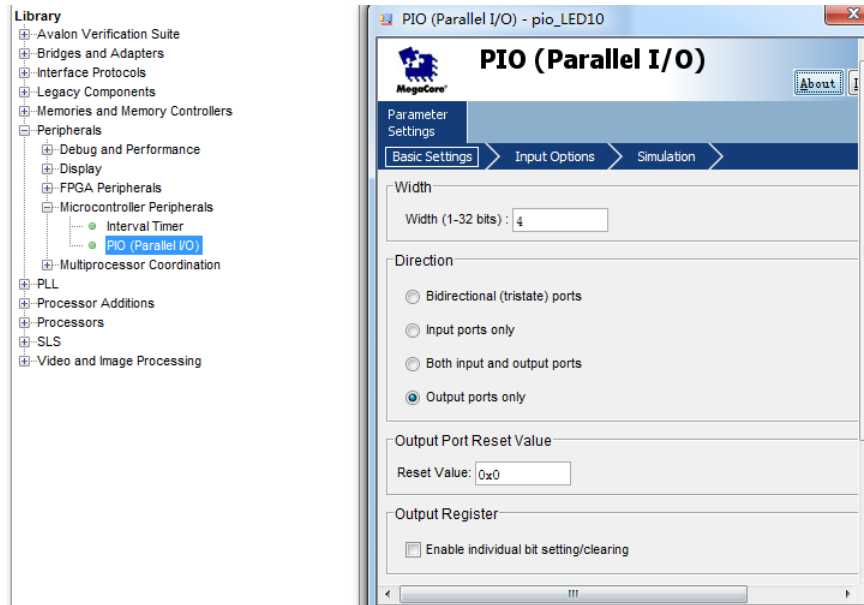 Library
Avalon Verification Suite
Bridges and Adapters
Interface Protocols
Legacy Components
Memories and Memory Controllers
Peripherals
Debug and Performance
Display
FPGA Peripherals
Microcontroller Peripherals
Interval Timer
PIO (Parallel I/O)
Multiprocessor Coordination
PLL
Processor Additions
Processors
SLS
Video and Image Processing
PIO (Parallel I/O) - pio_LED10
PIO (Parallel I/O)
MegaCore'
About
Parameter
Settings
Basic Settings
Input Options
Simulation
Width
Width (1-32 bits) : 4
Direction
Bidirectional (tristate) ports
Input ports only
Both input and output ports
Output ports only
Output Port Reset Value
Reset Value: 0x0
Output Register
Enable individual bit setting/clearing